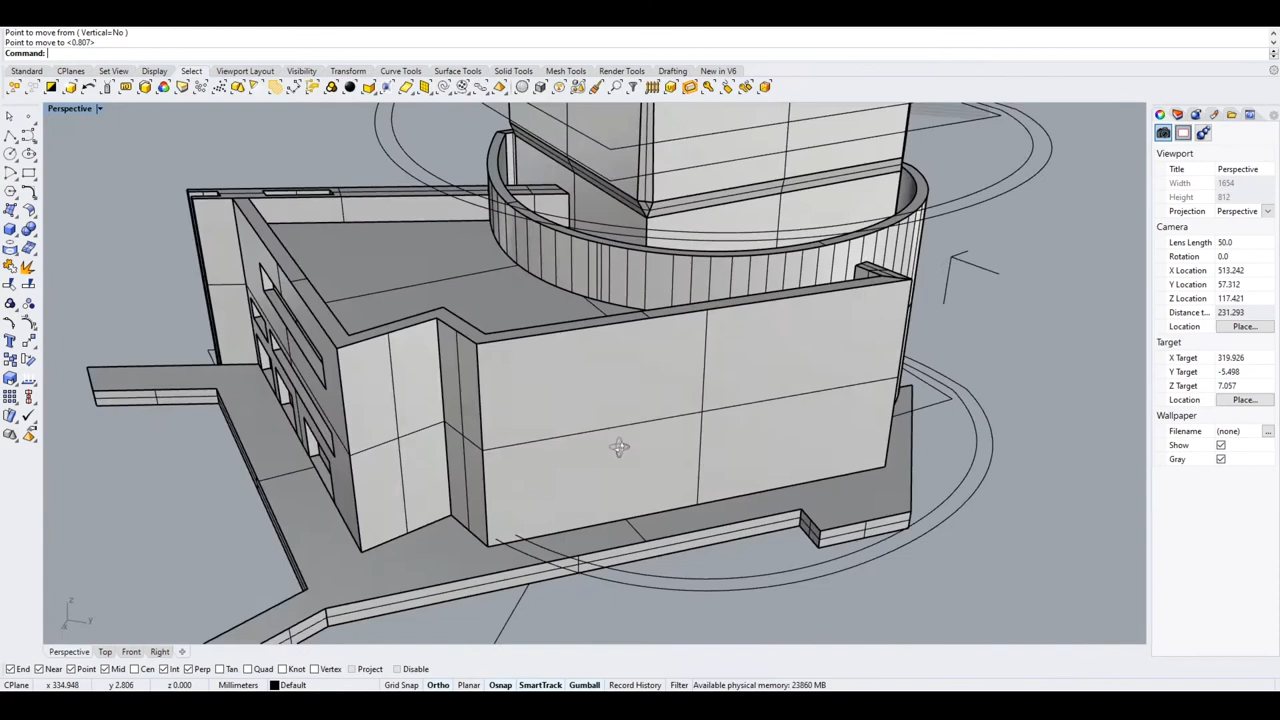 Point to move from ( Vertical=No )
Point to move to <0.807>
Command:
Standard CPlanes Set View Display Select Viewport Layout Visibility Transform Curve Tools Surface Tools Solid Tools Mesh Tools Render Tools Drafting New in V6
Perspective
Viewport
Title Perspective
Width 1654
Height 812
Projection Perspective
Camera
Lens Length 50.0
Rotation 0.0
X Location 513.242
Y Location 57.312
Z Location 117.421
Distance t... 231.293
Location Place...
Target
X Target 319.926
Y Target -5.498
Z Target 7.057
Location Place...
Wallpaper
Filename (none) ...
Show
Gray
z
y
Perspective Top Front Right
End Near Point Mid Cen Int Perp Tan Quad Knot Vertex Project Disable
CPlane x 334.948 y 2.806 z 0.000 Millimeters Default Grid Snap Ortho Planar Osnap SmartTrack Gumball Record History Filter Available physical memory: 23860 MB